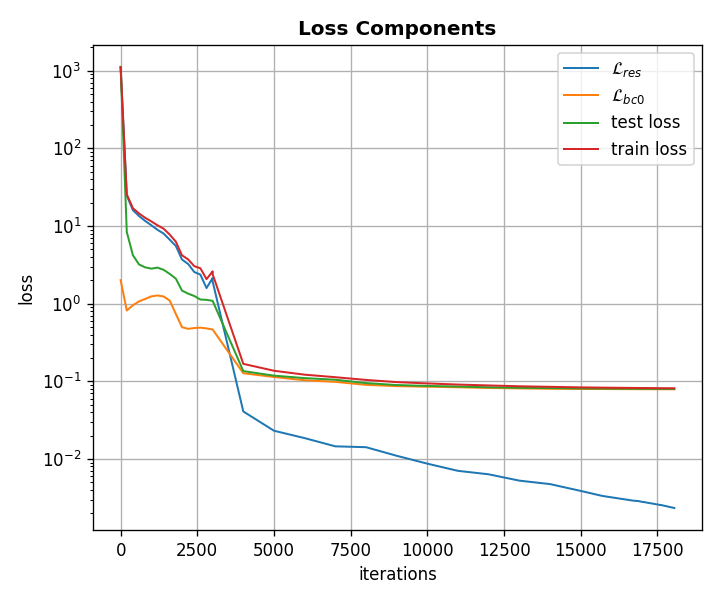 Loss Components
10³
10²
10¹
10⁰
10⁻¹
10⁻²
loss
ℒ_res
ℒ_bc0
test loss
train loss
0 2500 5000 7500 10000 12500 15000 17500
iterations